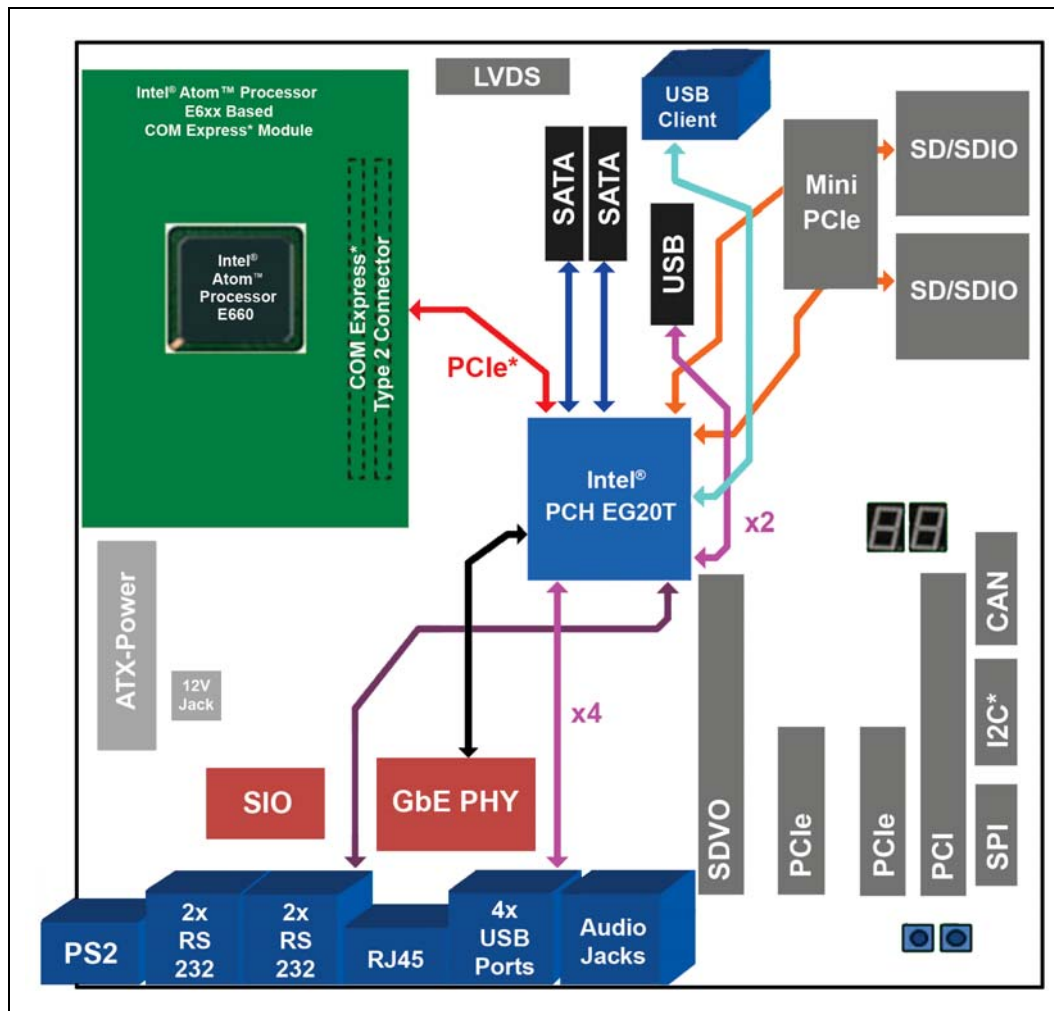 Intel® Atom™ Processor
E6xx Based
COM Express* Module
LVDS
USB
Client
SD/SDIO
Mini
PCIe
SATA
SATA
USB
SD/SDIO
Intel®
Atom™
Processor
E660
COM Express*
Type 2 Connector
PCIe*
Intel®
PCH EG20T
x2
CAN
ATX-Power
12V
Jack
x4
I2C*
SIO
GbE PHY
SDVO
PCIe
PCIe
PCI
SPI
PS2
2x
RS
232
2x
RS
232
RJ45
4x
USB
Ports
Audio
Jacks